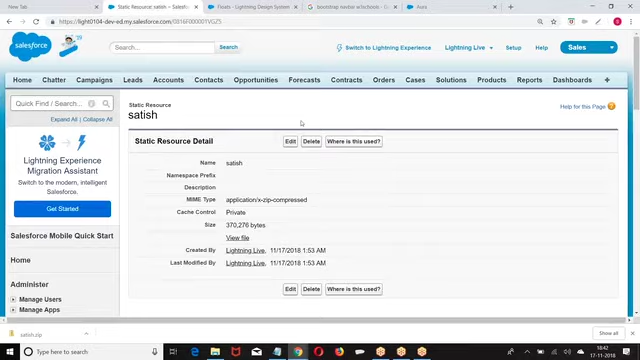 New Tab
Static Resource: satish ~ Salesfo
Floats - Lightning Design System
bootstrap navbar w3schools - G
Aura
https://light0104-dev-ed.my.salesforce.com/0816F000001VGZ5
salesforce
Search...
Search
Switch to Lightning Experience
Lightning Live
Setup
Help
Sales
Home Chatter Campaigns Leads Accounts Contacts Opportunities Forecasts Contracts Orders Cases Solutions Products Reports Dashboards +
Quick Find / Search...
Expand All | Collapse All
Lightning Experience
Migration Assistant
Switch to the modern, intelligent
Salesforce.
Get Started
Salesforce Mobile Quick Start
Home
Administer
Manage Users
Manage Apps
Static Resource
satish
Help for this Page
Static Resource Detail
Edit Delete Where is this used?
Name satish
Namespace Prefix
Description
MIME Type application/x-zip-compressed
Cache Control Private
Size 370,276 bytes
View file
Created By Lightning Live, 11/17/2018 1:53 AM
Last Modified By Lightning Live, 11/17/2018 1:53 AM
Edit Delete Where is this used?
satish.zip
Show all
Type here to search
18:42
17-11-2018